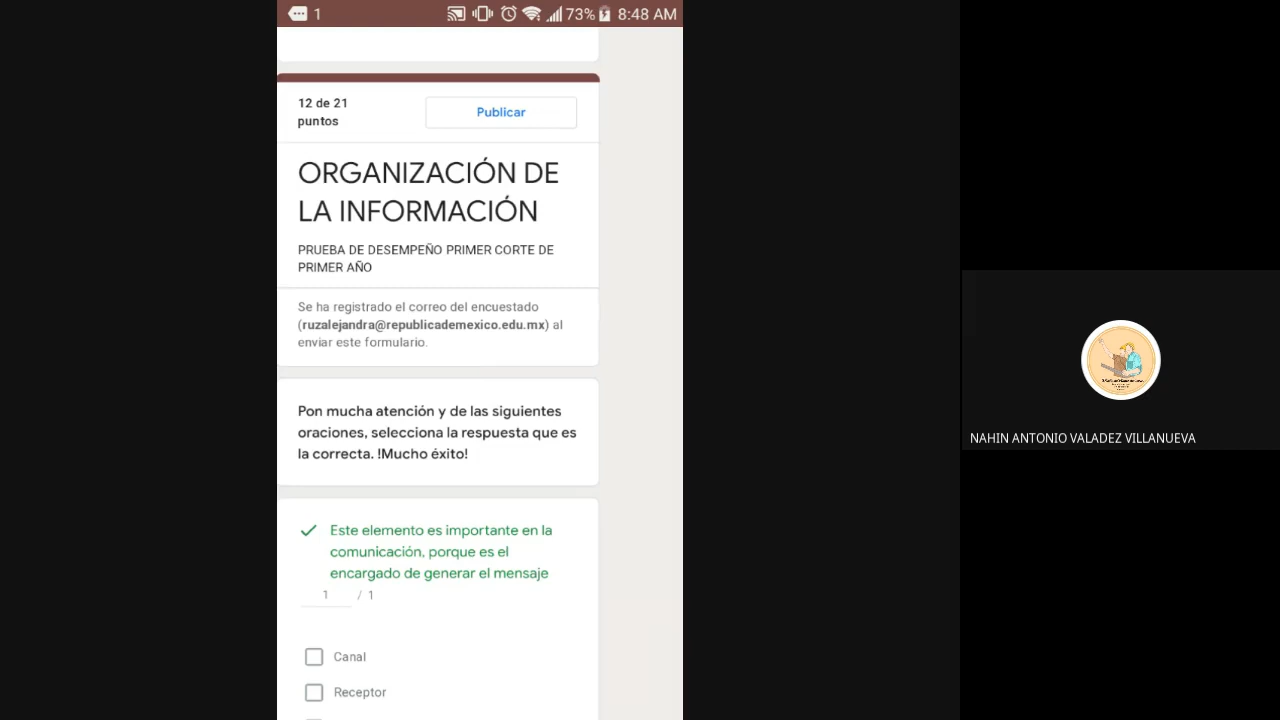 1
73%
8:48 AM
12 de 21
puntos
Publicar
ORGANIZACIÓN DE
LA INFORMACIÓN
PRUEBA DE DESEMPEÑO PRIMER CORTE DE
PRIMER AÑO
Se ha registrado el correo del encuestado
(ruzalejandra@republicademexico.edu.mx) al
enviar este formulario.
Pon mucha atención y de las siguientes
oraciones, selecciona la respuesta que es
la correcta. !Mucho éxito!
Este elemento es importante en la
comunicación, porque es el
encargado de generar el mensaje
1 / 1
Canal
Receptor
NAHIN ANTONIO VALADEZ VILLANUEVA